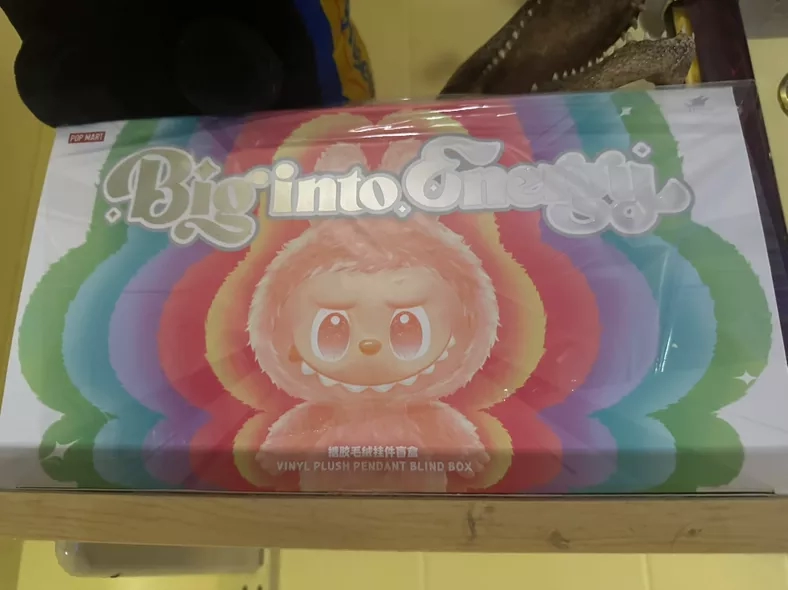 POP MART
Big into Energy
搪胶毛绒挂件盲盒
VINYL PLUSH PENDANT BLIND BOX